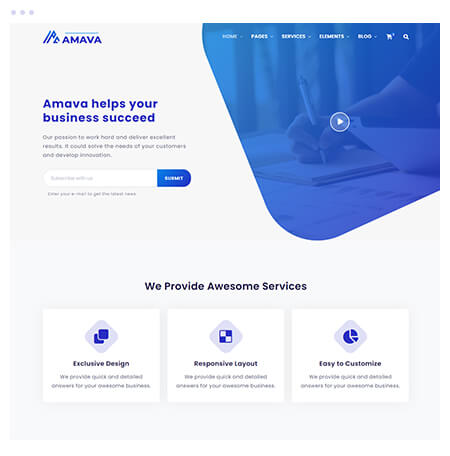 AMAVA
HOME PAGES SERVICES ELEMENTS BLOG
Amava helps your
business succeed
Our passion to work hard and deliver excellent
results. It could solve the needs of your customers
and develop innovation.
Subscribe with us SUBMIT
Enter your e-mail to get the latest news
We Provide Awesome Services
Exclusive Design
We provide quick and detailed
answers for your awesome business.
Responsive Layout
We provide quick and detailed
answers for your awesome business.
Easy to Customize
We provide quick and detailed
answers for your awesome business.